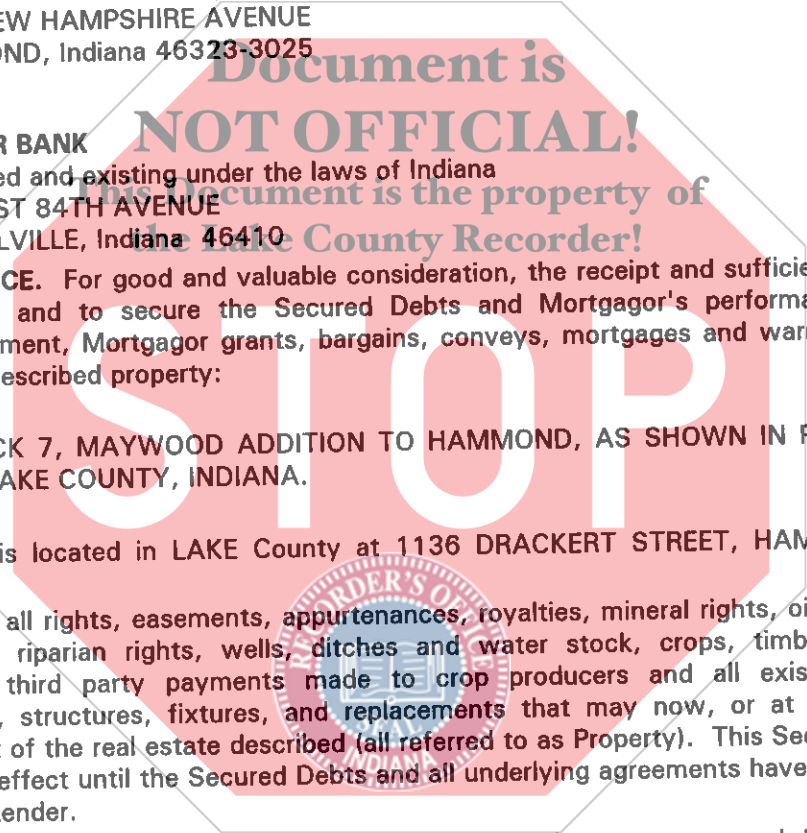 EW HAMPSHIRE AVENUE
OND, Indiana 46323-3025
Document is
NOT OFFICIAL!
R BANK
ed and existing under the laws of Indiana
This Document is the property of
ST 84TH AVENUE
LVILLE, Indiana 46410
the Lake County Recorder!
CE. For good and valuable consideration, the receipt and sufficie
and to secure the Secured Debts and Mortgagor's performa
ment, Mortgagor grants, bargains, conveys, mortgages and war
escribed property:
STOP
CK 7, MAYWOOD ADDITION TO HAMMOND, AS SHOWN IN P
AKE COUNTY, INDIANA.
is located in LAKE County at 1136 DRACKERT STREET, HAM
RECORDER'S OFFICE
all rights, easements, appurtenances, royalties, mineral rights, oi
riparian rights, wells, ditches and water stock, crops, timb
third party payments made to crop producers and all exis
, structures, fixtures, and replacements that may now, or at
t of the real estate described (all referred to as Property). This Sec
SEAL
INDIANA
effect until the Secured Debts and all underlying agreements have
ender.